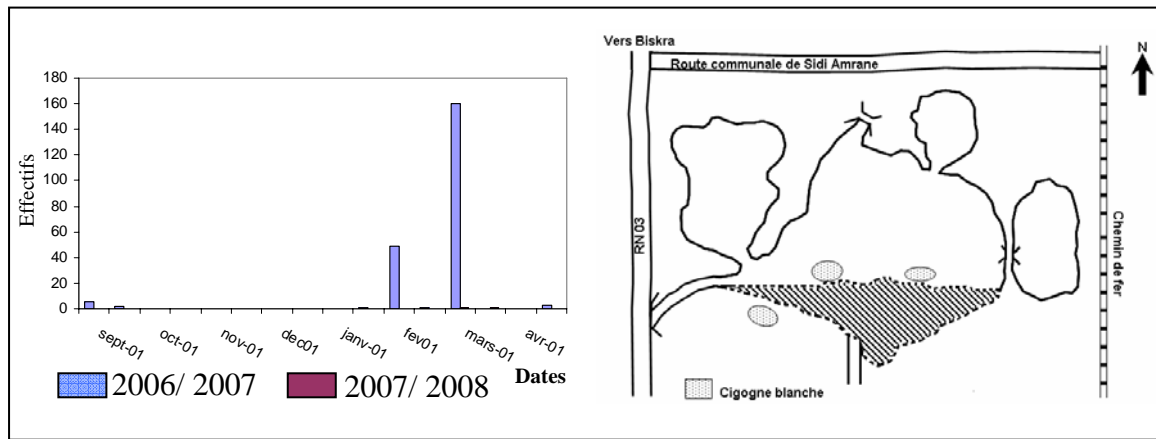 180
160
140
120
100
80
60
40
20
0
Effectifs
sept-01
oct-01
nov-01
dec01
janv-01
fev01
mars-01
avr-01
Dates
2006/ 2007
2007/ 2008
Vers Biskra
N
Route communale de Sidi Amrane
RN 03
Chemin de fer
Cigogne blanche